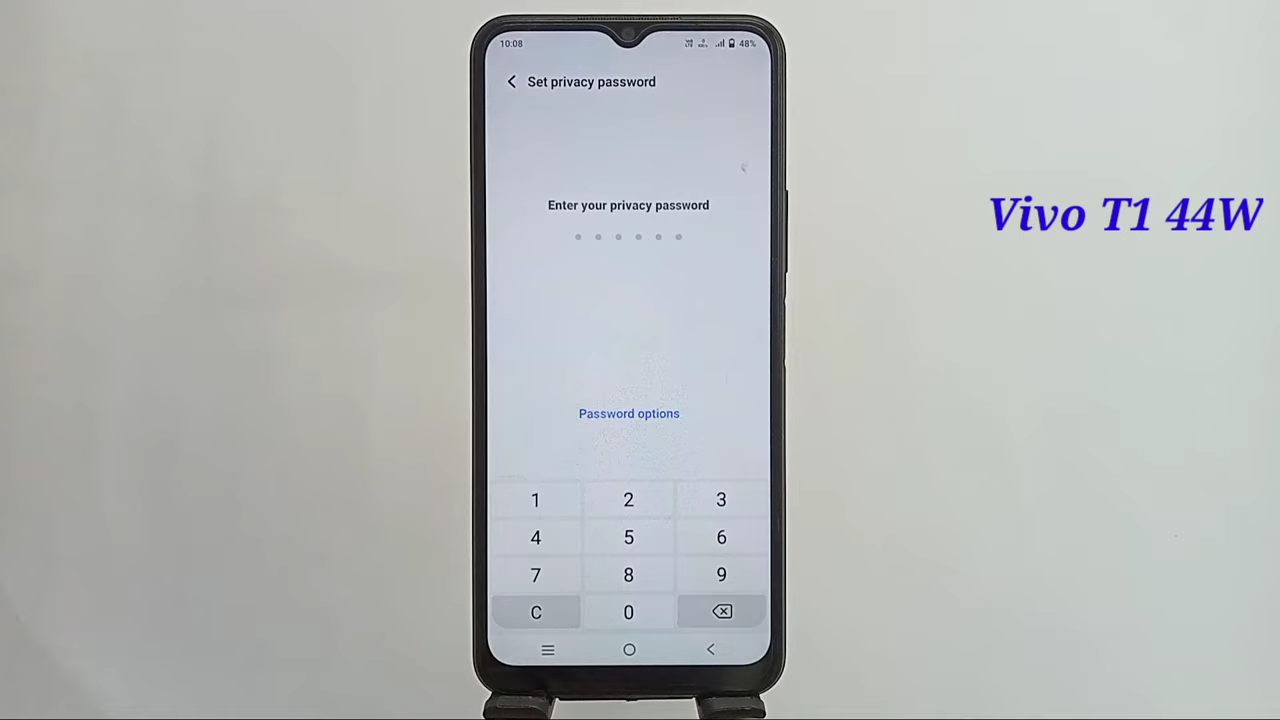 10:08
48%
Set privacy password
Enter your privacy password
Vivo T1 44W
Password options
1 2 3
4 5 6
7 8 9
C 0